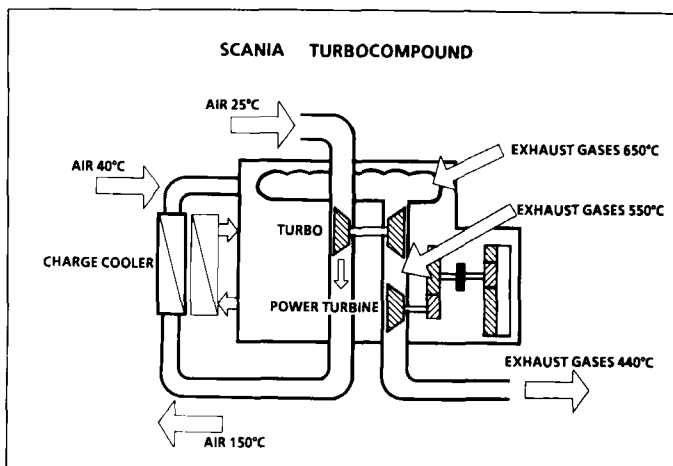 SCANIA TURBOCOMPOUND
AIR 25°C
AIR 40°C
EXHAUST GASES 650°C
EXHAUST GASES 550°C
TURBO
CHARGE COOLER
POWER TURBINE
EXHAUST GASES 440°C
AIR 150°C